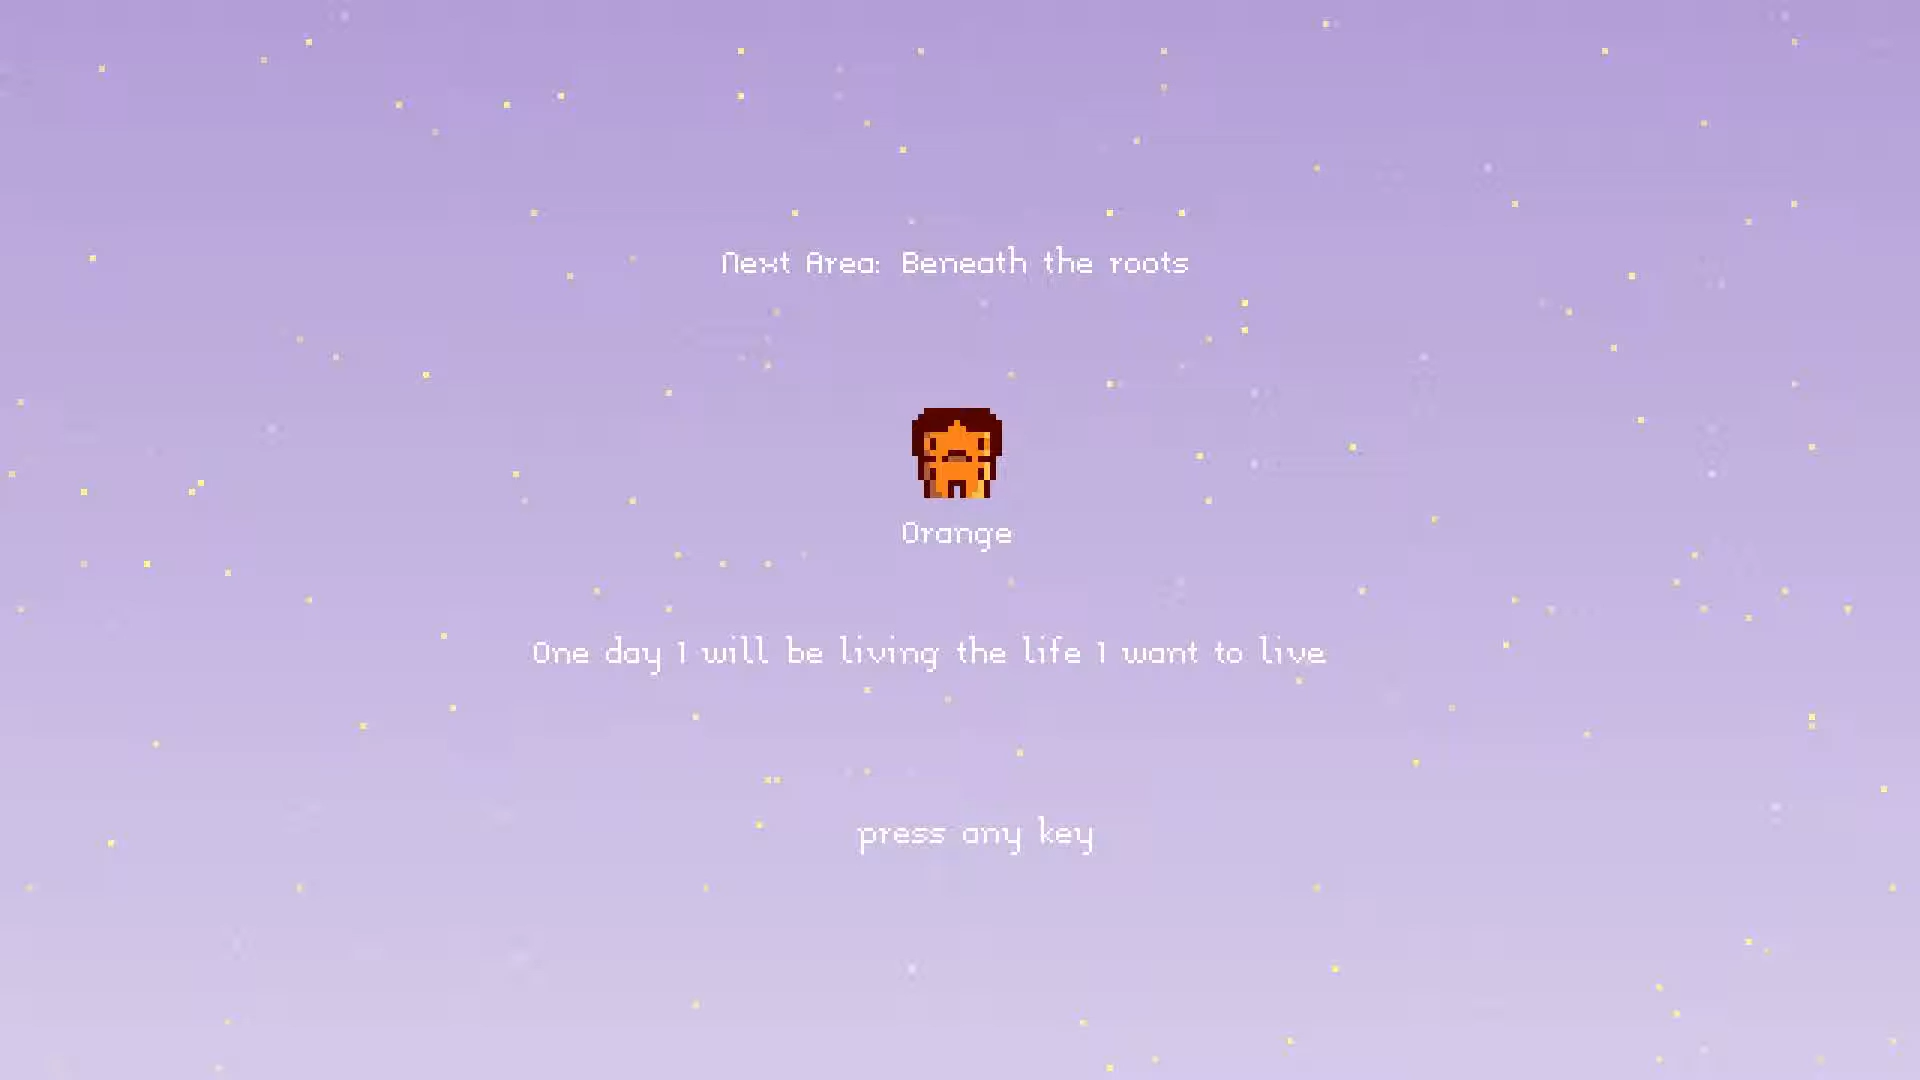 Next Area: Beneath the roots
Orange
One day I will be living the life I want to live
press any key